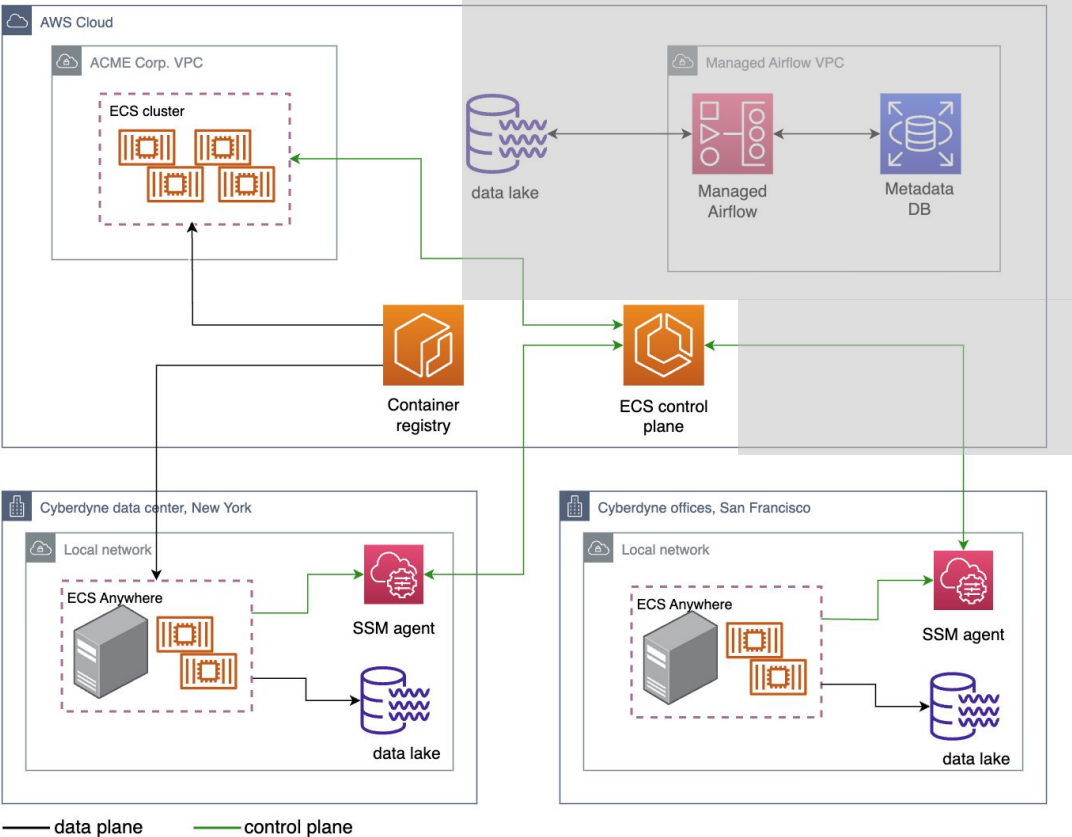 AWS Cloud
ACME Corp. VPC
Managed Airflow VPC
ECS cluster
data lake
Managed
Airflow
Metadata
DB
Container
registry
ECS control
plane
Cyberdyne data center, New York
Local network
ECS Anywhere
SSM agent
data lake
Cyberdyne offices, San Francisco
Local network
ECS Anywhere
SSM agent
data lake
data plane
control plane